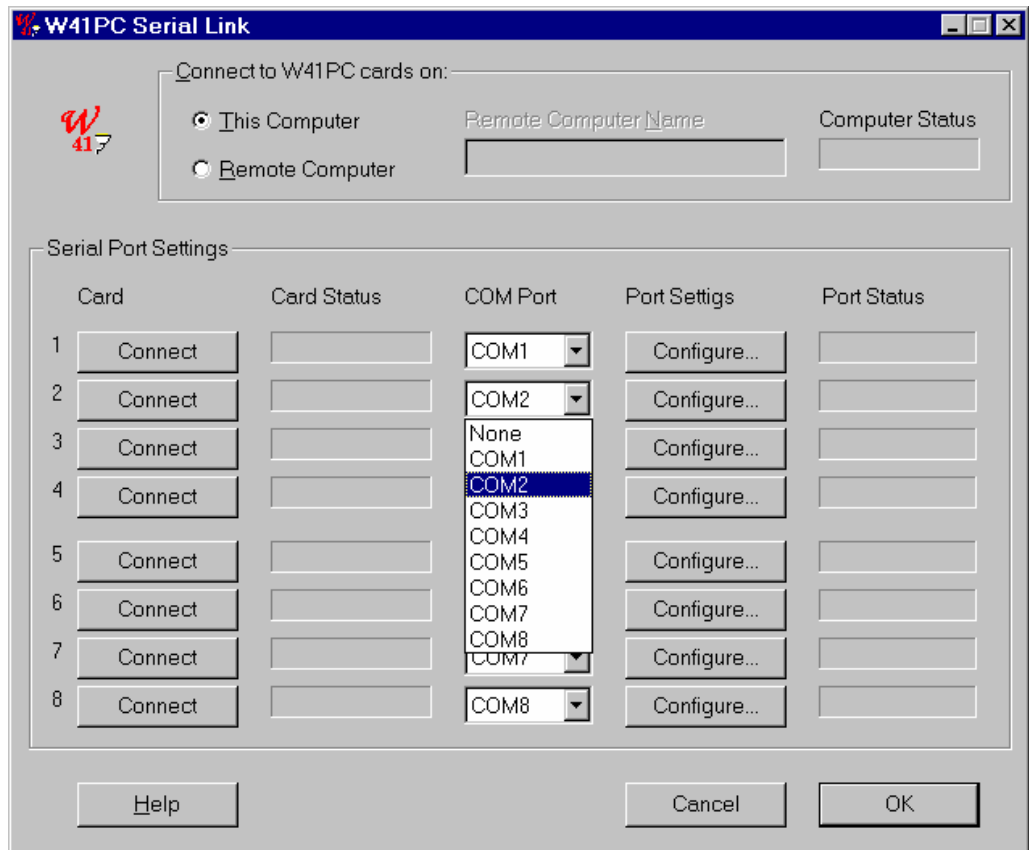 W41PC Serial Link
Connect to W41PC cards on:
W
41
This Computer
Remote Computer Name
Computer Status
Remote Computer
Serial Port Settings
Card Card Status COM Port Port Settigs Port Status
1 Connect COM1 Configure...
2 Connect COM2 Configure...
None
3 Connect COM1 Configure...
COM2
4 Connect COM3 Configure...
COM4
5 Connect COM5 Configure...
COM6
6 Connect COM7 Configure...
COM8
7 Connect COM7 Configure...
8 Connect COM8 Configure...
Help Cancel OK